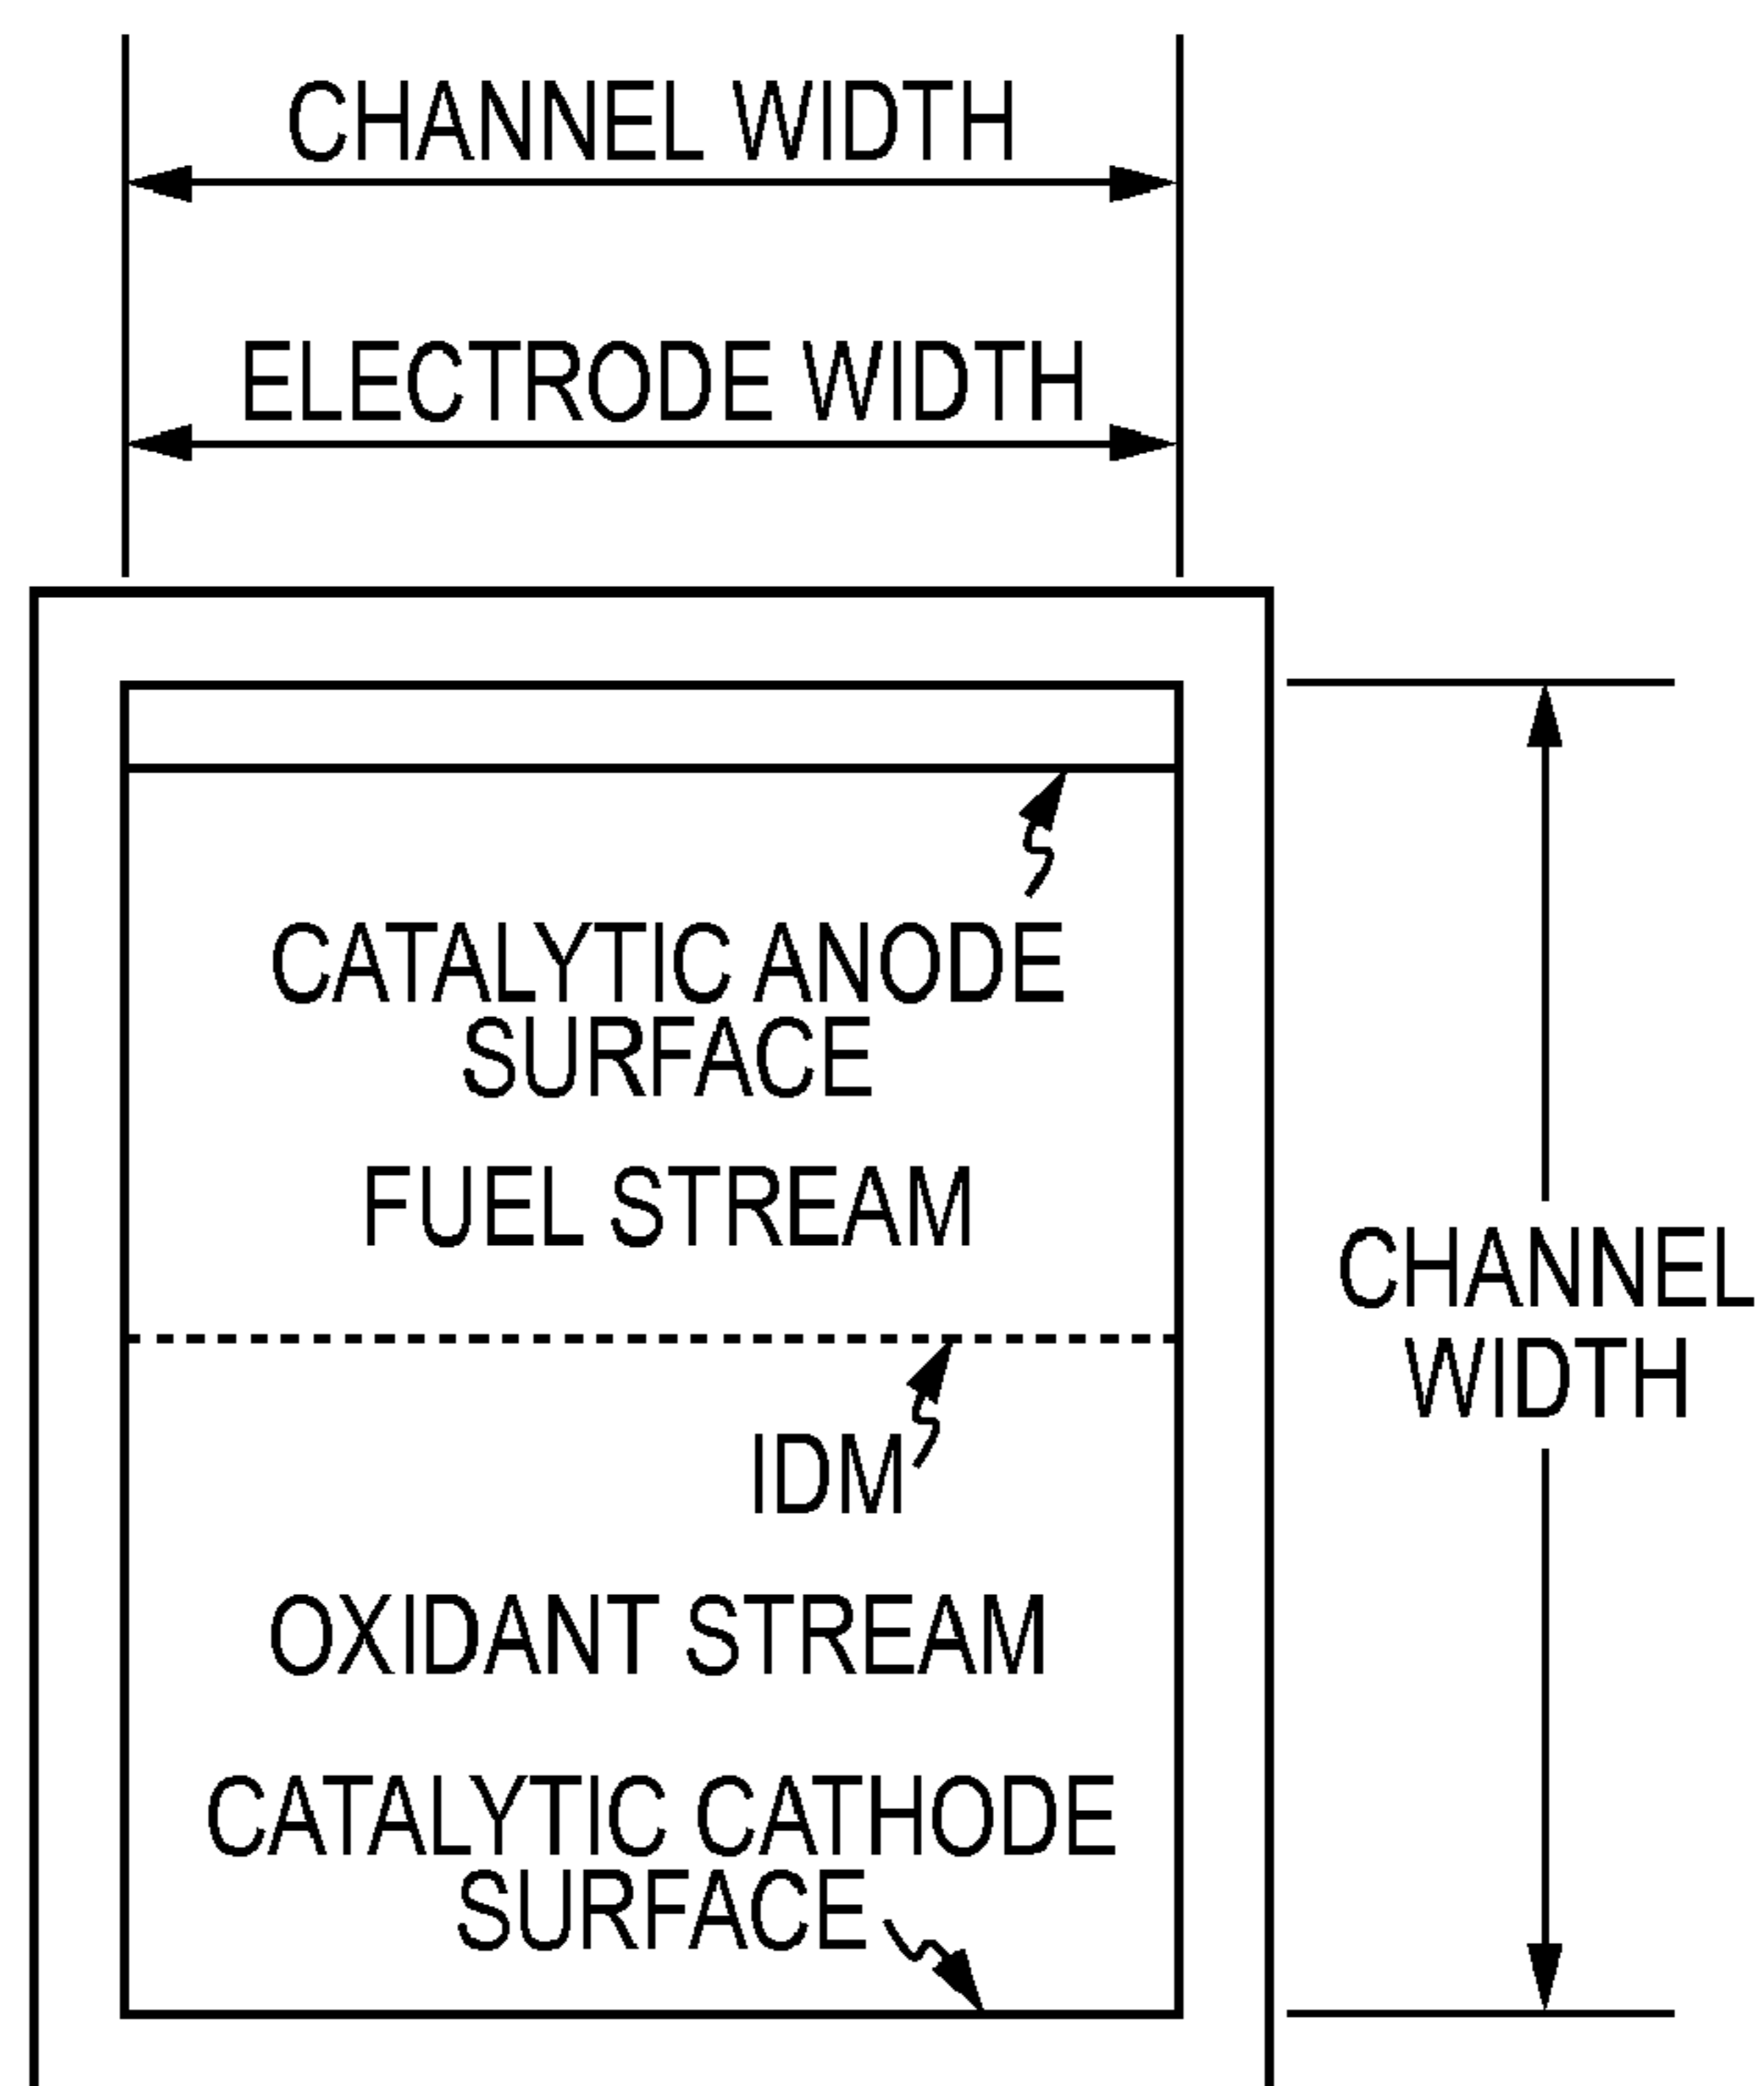 CHANNEL WIDTH
ELECTRODE WIDTH
CATALYTIC ANODE
SURFACE
FUEL STREAM
CHANNEL
WIDTH
IDM
OXIDANT STREAM
CATALYTIC CATHODE
SURFACE